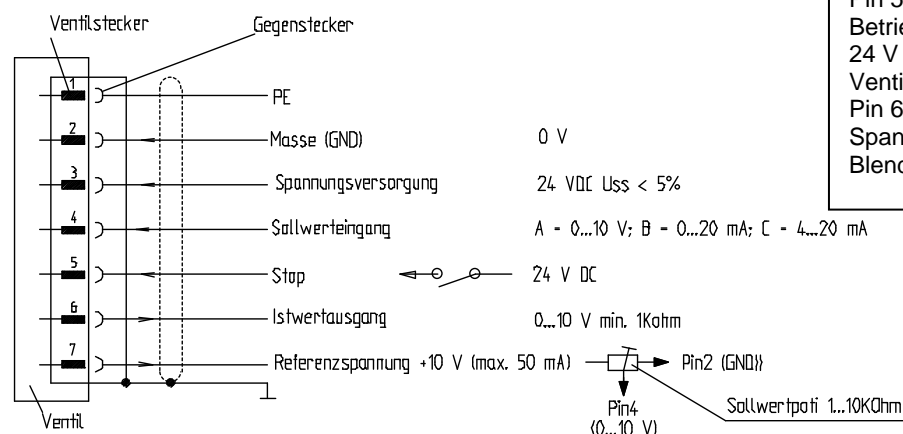 Ventilstecker
Gegenstecker
1
PE
2
Masse (GND) 0 V
3
Spannungsversorgung 24 VDC Uss < 5%
4
Sollwerteingang A = 0...10 V; B = 0...20 mA; C = 4...20 mA
5
Stop 24 V DC
6
Istwertausgang 0...10 V min. 1Kohm
7
Referenzspannung +10 V (max. 50 mA) Pin2 (GND))
Pin4
(0...10 V)
Sollwertpoti 1...10KOhm
Ventil
Betrie
24 V
Venti
Pin 6
Span
Blend